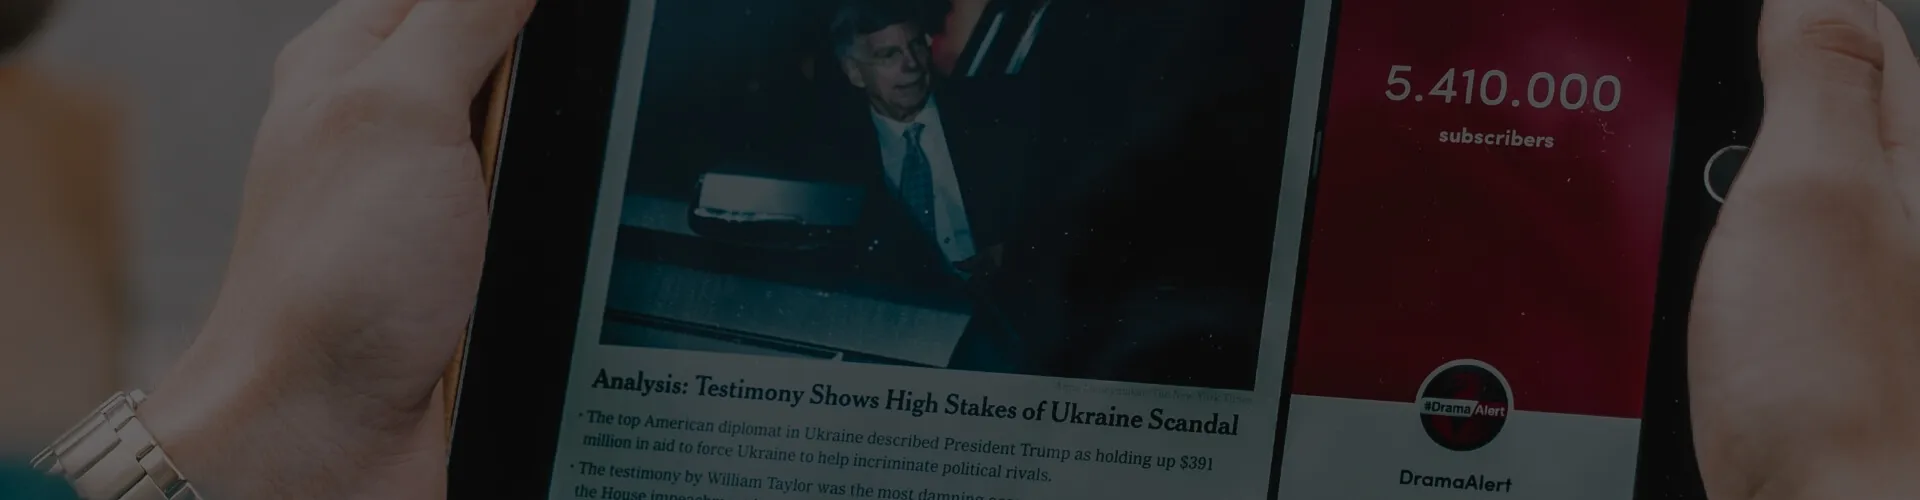 Analysis: Testimony Shows High Stakes of Ukraine Scandal
· The top American diplomat in Ukraine described President Trump as holding up $391
million in aid to force Ukraine to help incriminate political rivals.
· The testimony by William Taylor was the most damning
the House
5.410.000
subscribers
#Drama Alert
DramaAlert